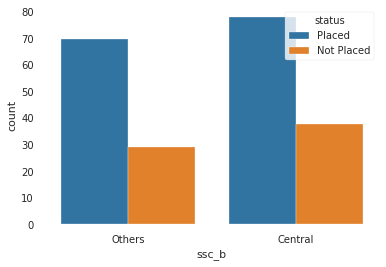 80
70
60
50
40
30
20
10
0
count
Others
Central
ssc_b
status
Placed
Not Placed